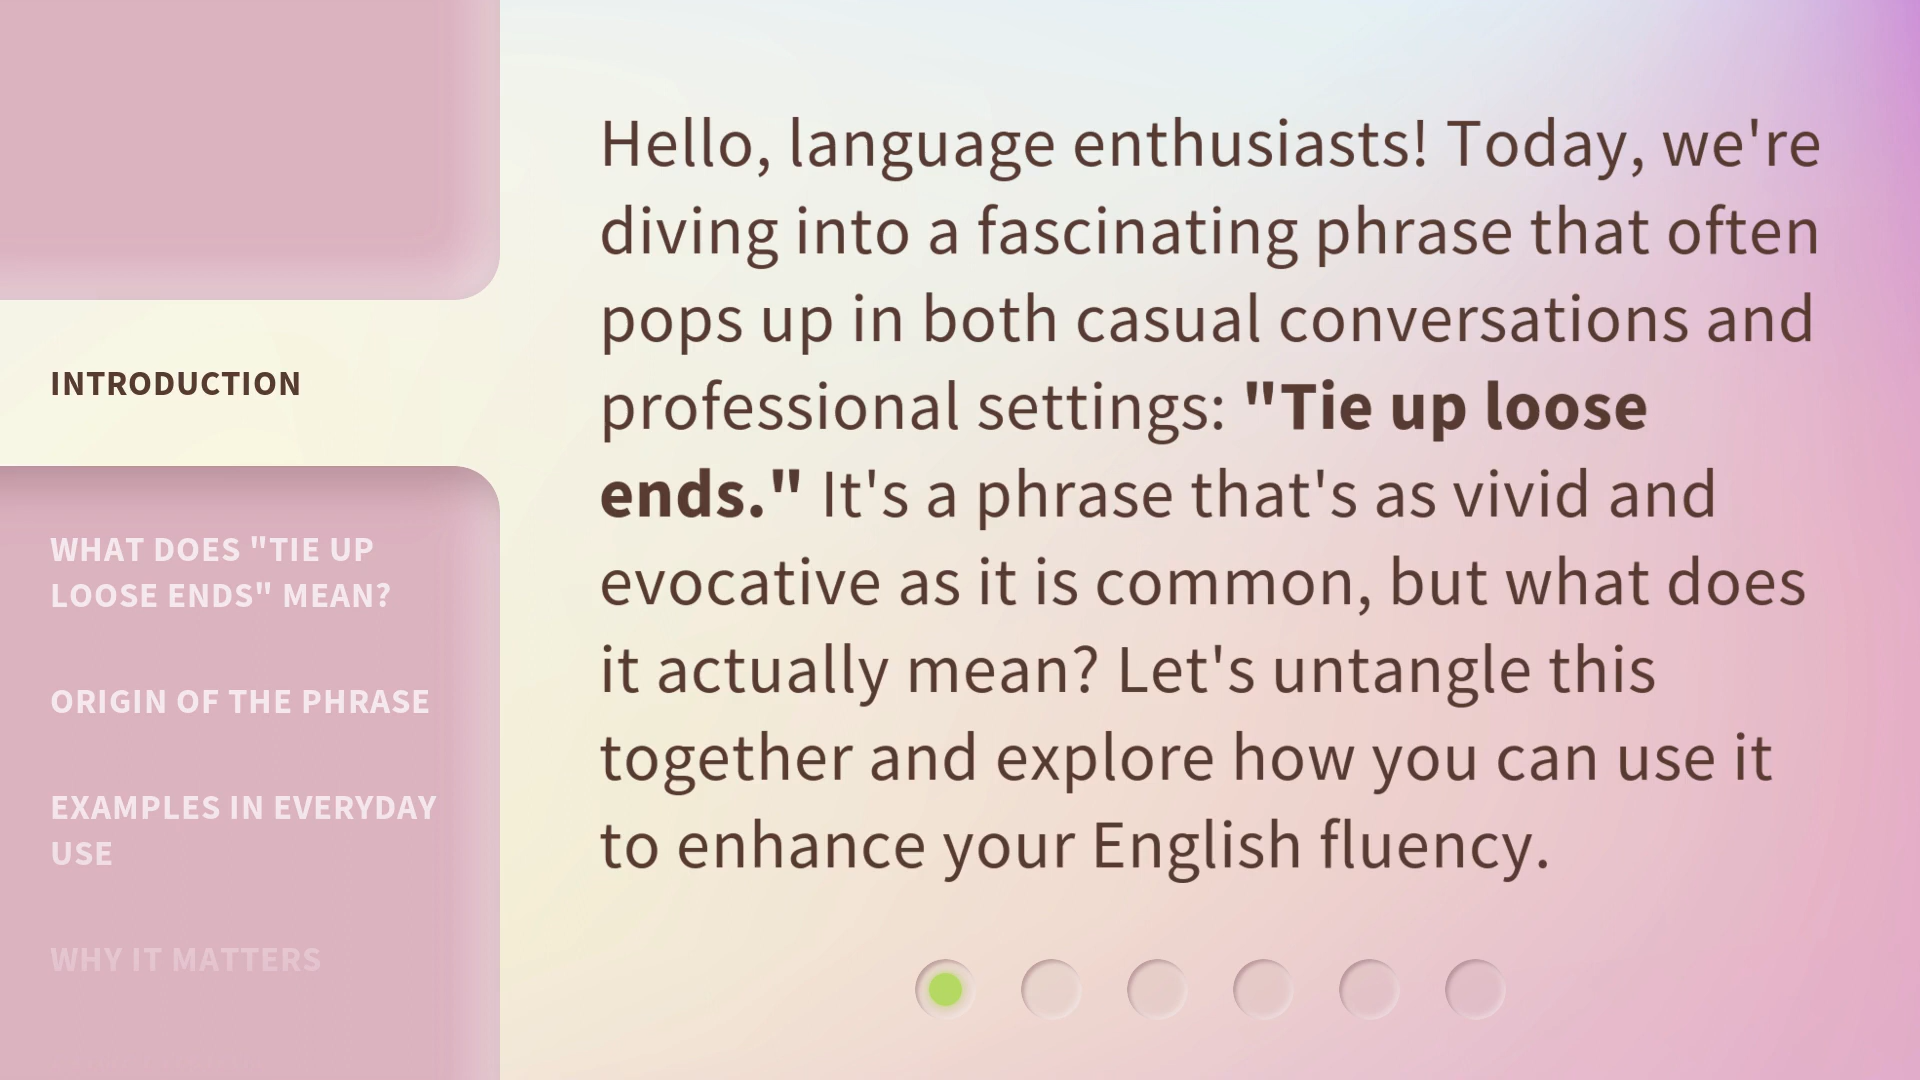 INTRODUCTION
WHAT DOES "TIE UP
LOOSE ENDS" MEAN?
ORIGIN OF THE PHRASE
EXAMPLES IN EVERYDAY
USE
WHY IT MATTERS
Hello, language enthusiasts! Today, we're
diving into a fascinating phrase that often
pops up in both casual conversations and
professional settings: "Tie up loose
ends." It's a phrase that's as vivid and
evocative as it is common, but what does
it actually mean? Let's untangle this
together and explore how you can use it
to enhance your English fluency.